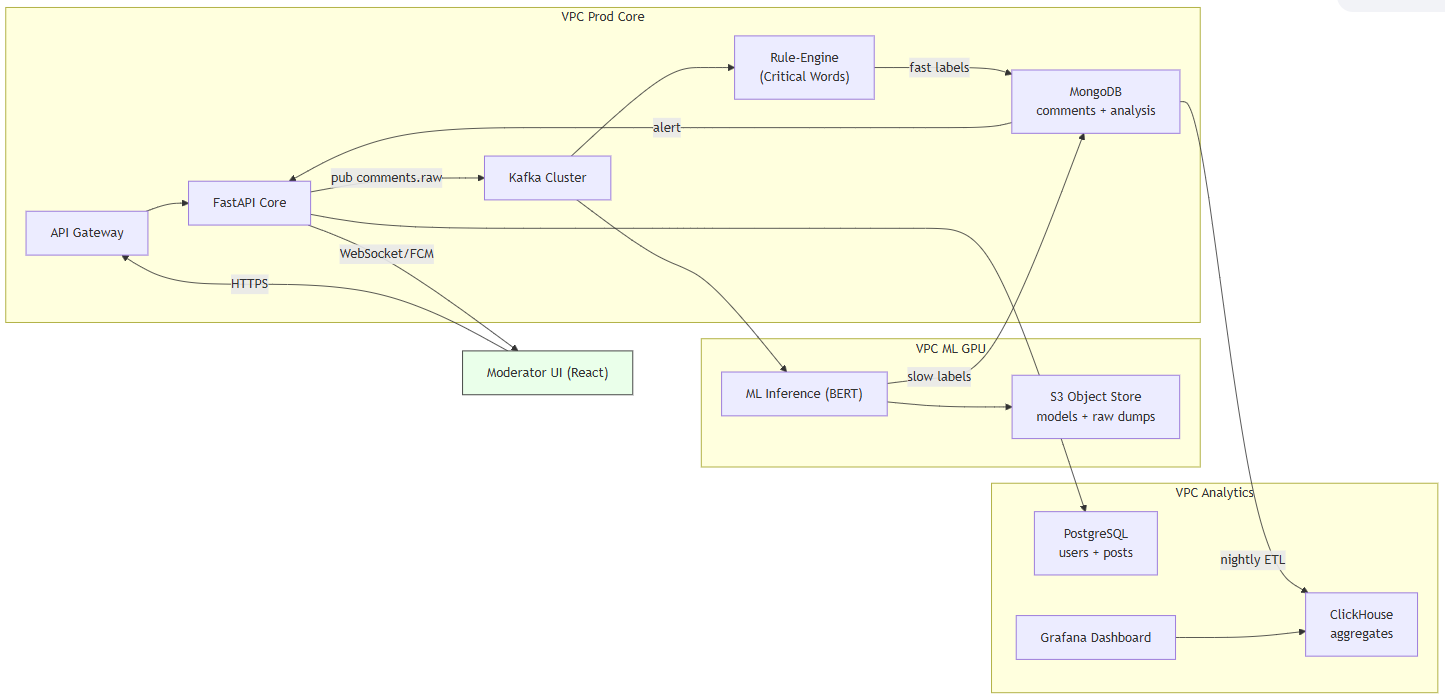 VPC Prod Core
Rule-Engine
(Critical Words)
fast labels
MongoDB
comments + analysis
alert
Kafka Cluster
pub comments.raw
FastAPI Core
API Gateway
WebSocket/FCM
HTTPS
Moderator UI (React)
VPC ML GPU
slow labels
ML Inference (BERT)
S3 Object Store
models + raw dumps
VPC Analytics
PostgreSQL
users + posts
nightly ETL
ClickHouse
aggregates
Grafana Dashboard